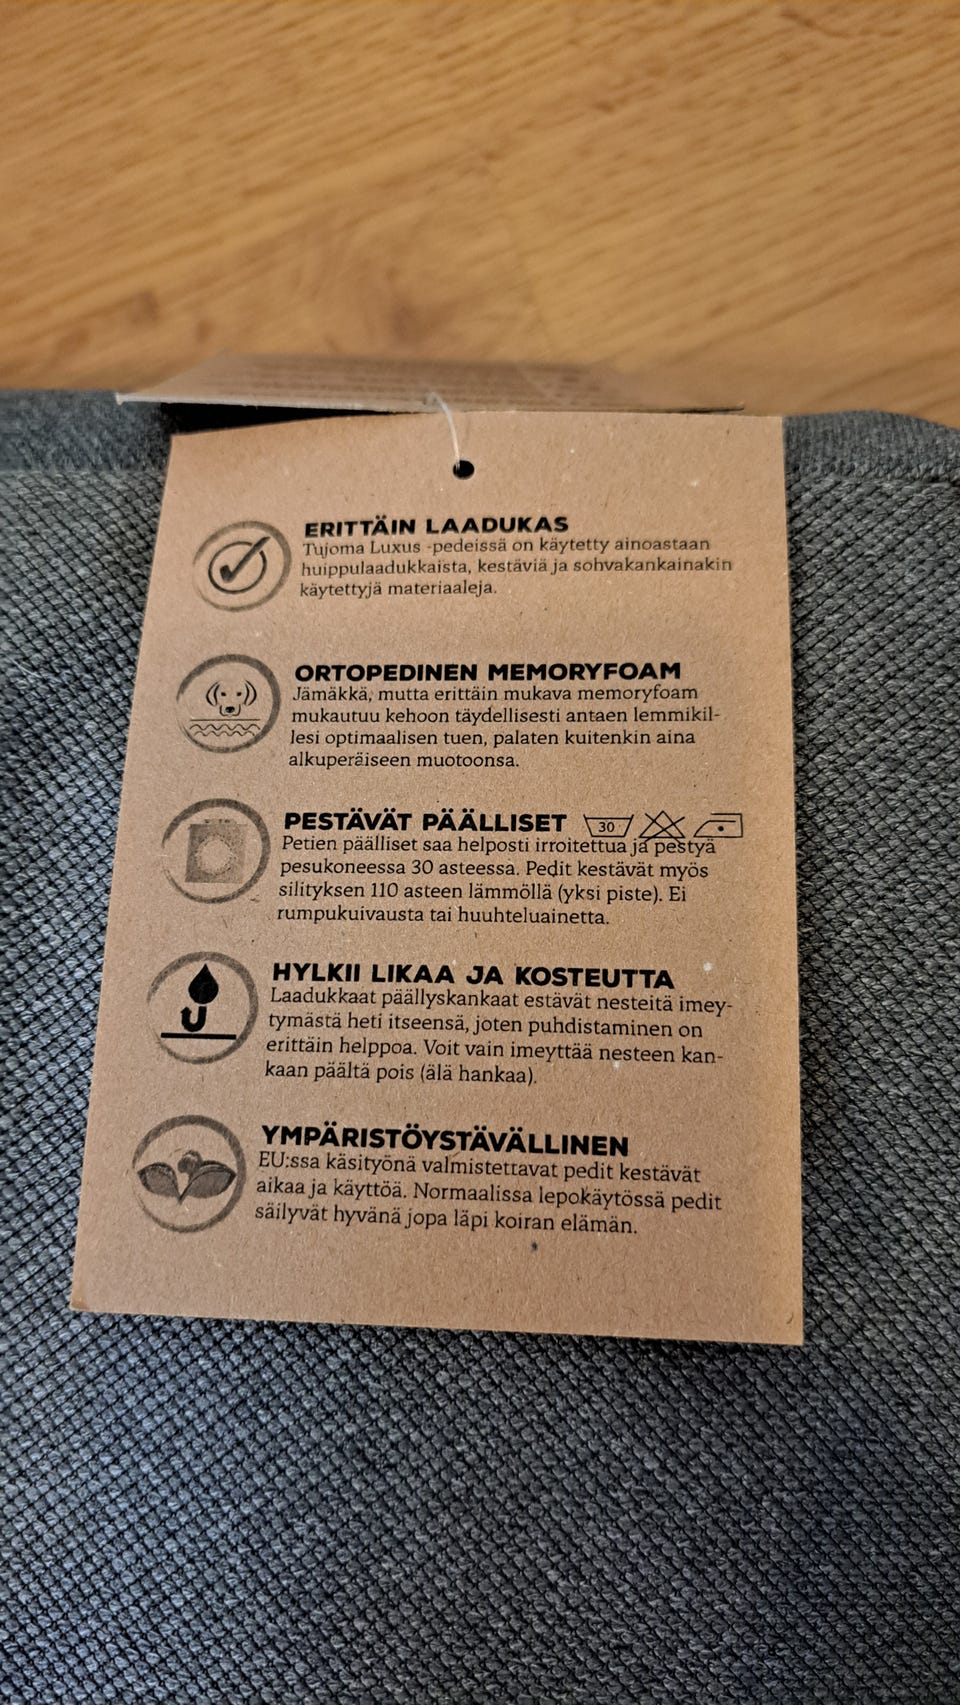 ERITTÄIN LAADUKAS
Tujoma Luxus -pedeissä on käytetty ainoastaan
huippulaadukkaista, kestäviä ja sohvakankainakin
käytettyjä materiaaleja.
ORTOPEDINEN MEMORYFOAM
Jämäkkä, mutta erittäin mukava memoryfoam
mukautuu kehoon täydellisesti antaen lemmikil-
lesi optimaalisen tuen, palaten kuitenkin aina
alkuperäiseen muotoonsa.
PESTÄVÄT PÄÄLLISET 30
Petien päälliset saa helposti irroitettua ja pestyä
pesukoneessa 30 asteessa. Pedit kestävät myös
silityksen 110 asteen lämmöllä (yksi piste). Ei
rumpukuivausta tai huuhteluainetta.
HYLKII LIKAA JA KOSTEUTTA
Laadukkaat päällyskankaat estävät nesteitä imey-
tymästä heti itseensä, joten puhdistaminen on
erittäin helppoa. Voit vain imeyttää nesteen kan-
kaan päältä pois (älä hankaa).
YMPÄRISTÖYSTÄVÄLLINEN
EU:ssa käsityönä valmistettavat pedit kestävät
aikaa ja käyttöä. Normaalissa lepokäytössä pedit
säilyvät hyvänä jopa läpi koiran elämän.